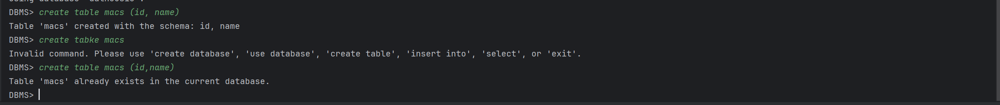 DBMS> create table macs (id, name)
Table 'macs' created with the schema: id, name
DBMS> create tabke macs
Invalid command. Please use 'create database', 'use database', 'create table', 'insert into', 'select', or 'exit'.
DBMS> create table macs (id,name)
Table 'macs' already exists in the current database.
DBMS>